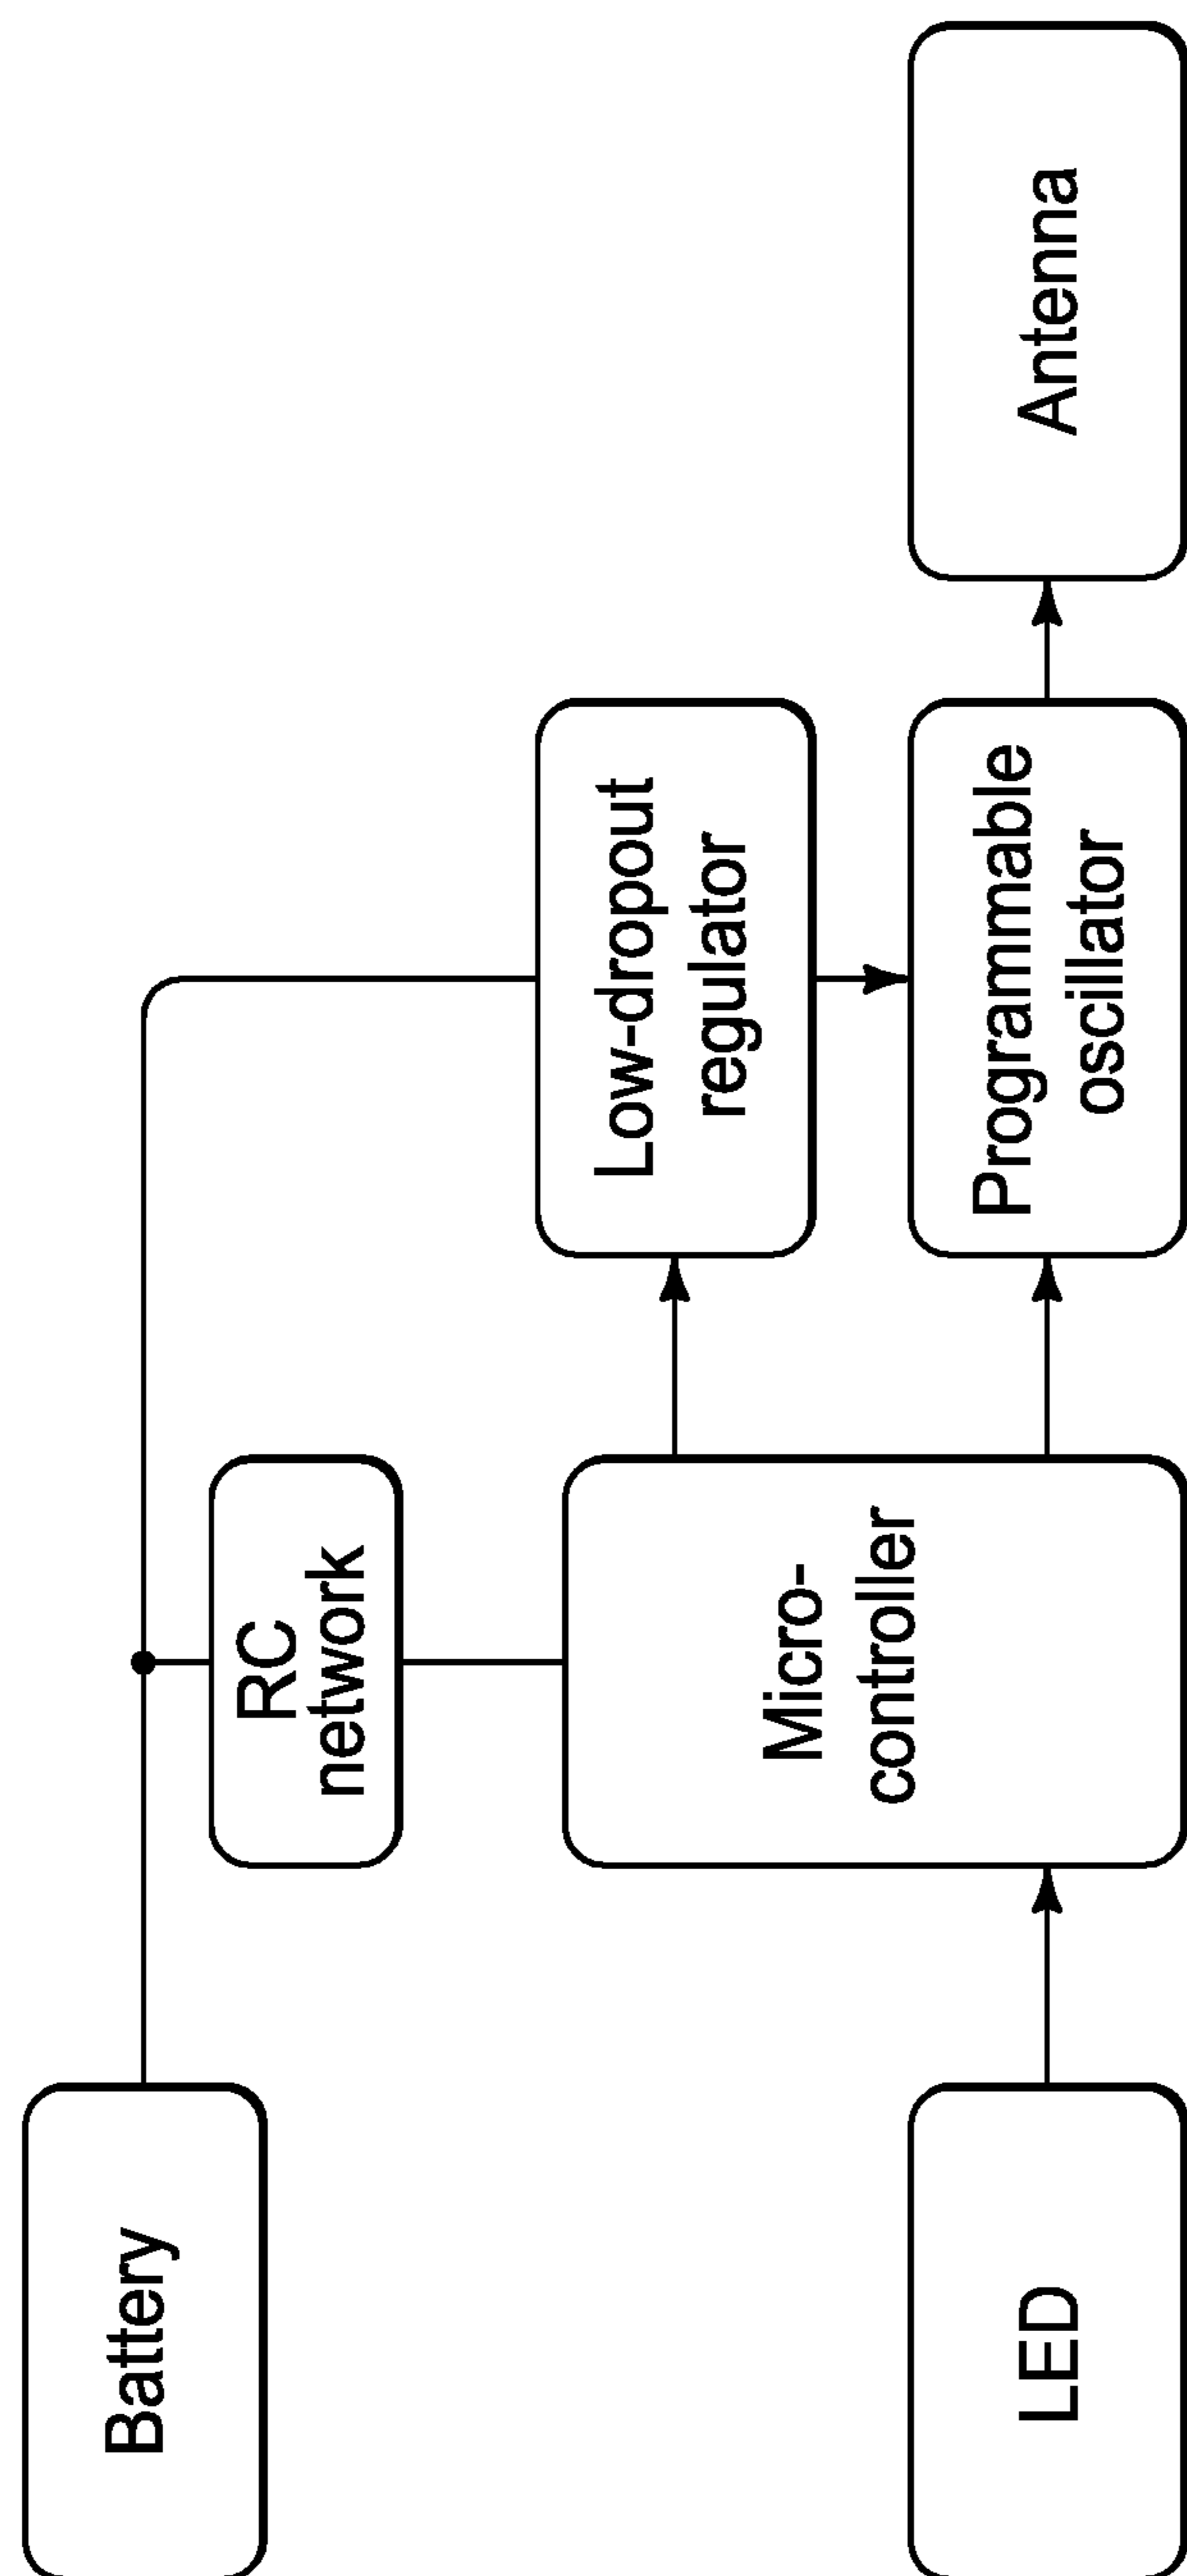 Battery
RC
network
Low-dropout
regulator
LED
Micro-
controller
Programmable
oscillator
Antenna